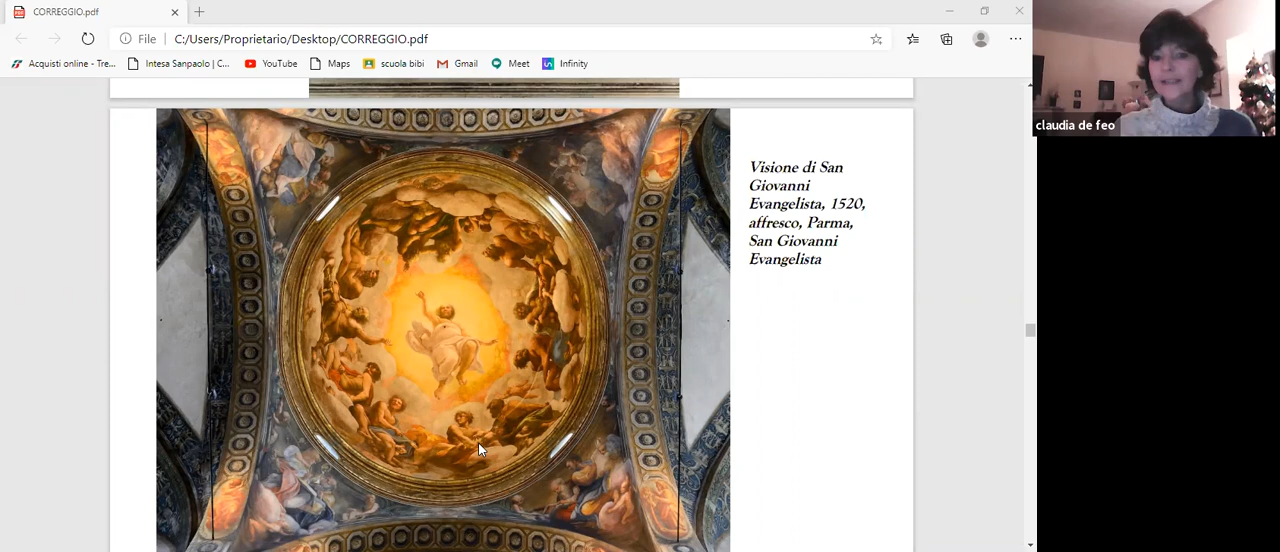 CORREGGIO.pdf
File
C:/Users/Proprietario/Desktop/CORREGGIO.pdf
Acquisti online - Tre...
Intesa Sanpaolo | C...
YouTube
Maps
scuola bibi
Gmail
Meet
Infinity
claudia de feo
Visione di San
Giovanni
Evangelista, 1520,
affresco, Parma,
San Giovanni
Evangelista